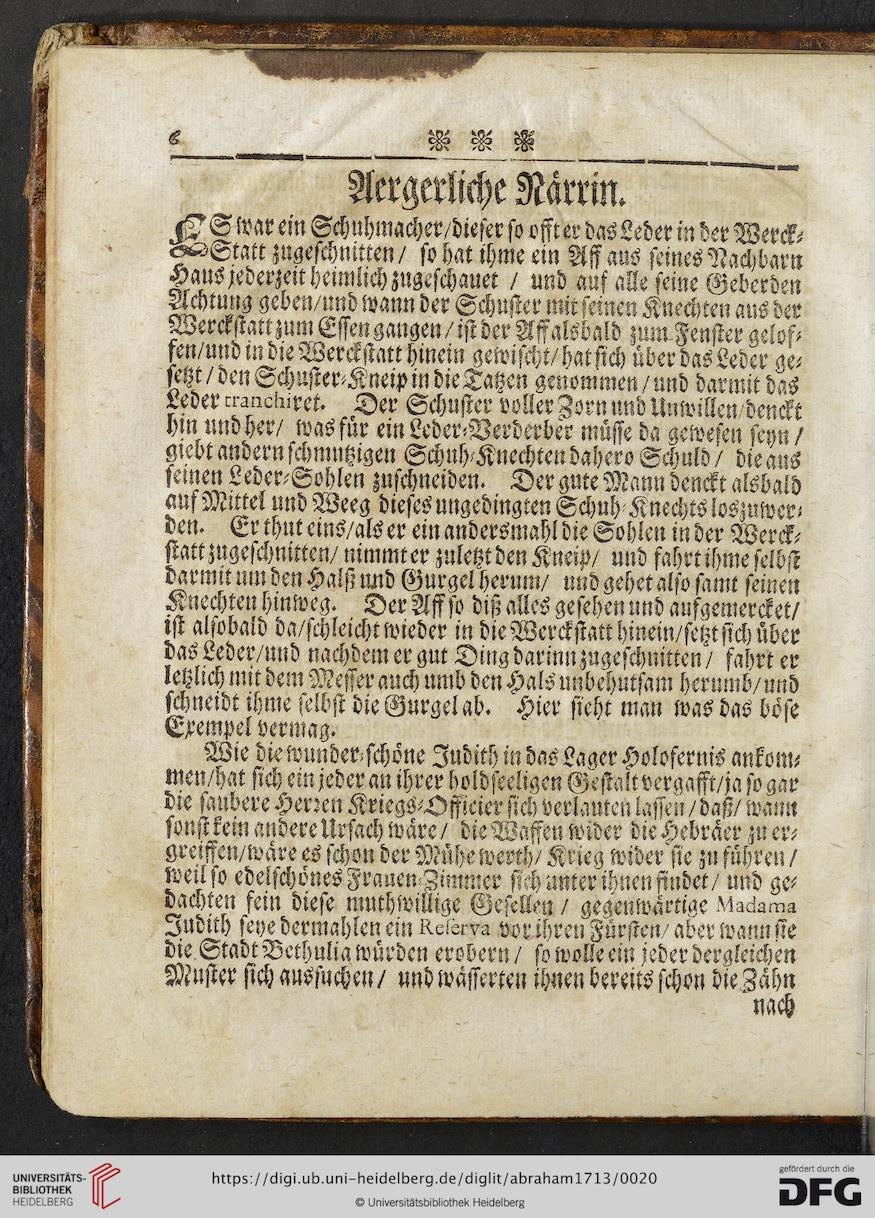 6
Aergerliche Närrin.
ES war ein Schuhmacher/dieser so offt er das Leder in der Werck⸗
Statt zugeschnitten/ so hat ihme ein Aff aus seines Nachbarn
Haus jederzeit heimlich zugeschauet / und auf alle seine Geberden
Achtung geben/und wann der Schuster mit seinen Knechten aus der
Werckstatt zum Essen gangen/ist der Aff alsbald zum Fenster gelof⸗
fen/und in die Werckstatt hinein gewischt/hat sich über das Leder ge⸗
setzt/den Schuster⸗Kneip in die Tatzen genommen/und darmit das
Leder tranchiret. Der Schuster voller Zorn und Unwillen/denckt
hin und her/ was für ein Leder⸗Verderber müsse da gewesen seyn /
giebt andern schmutzigen Schuh⸗Knechten dahero Schuld / die aus
seinen Leder⸗Sohlen zuschneiden. Der gute Mann denckt alsbald
auf Mittel und Weeg dieses ungedingten Schuh⸗Knechts loszuwer⸗
den. Er thut eins/als er ein andersmahl die Sohlen in der Werck⸗
statt zugeschnitten/ nimmt er zuletzt den Kneip/ und fahrt ihme selbst
darmit um den Halß und Gurgel herum/ und gehet also samt seinen
Knechten hinweg. Der Aff so diß alles gesehen und aufgemercket/
ist alsobald da/schleicht wieder in die Werckstatt hinein/setzt sich über
das Leder/und nachdem er gut Ding darinn zugeschnitten / fahrt er
letzlich mit dem Messer auch umb den Hals unbehutsam herumb/und
schneidt ihme selbst die Gurgel ab. Hier sieht man was das böse
Exempel vermag.
Wie die wunder⸗schöne Judith in das Lager Holofernis ankom⸗
men/hat sich ein jeder an ihrer holdseeligen Gestalt vergafft/ja so gar
die saubere Herren Kriegs⸗Officier sich verlauten lassen/daß/ wann
sonst kein andere Ursach wäre/ die Waffen wider die Hebräer zu er⸗
greiffen/wäre es schon der Mühe werth/ Krieg wider sie zu führen /
weil so edelschönes Frauen⸗Zimmer sich unter ihnen findet/ und ge⸗
dachten sein diese muthwillige Gesellen / gegenwärtige Madama
Judith seye dermahlen ein Reserva vor ihren Fürsten/ aber wann sie
die Stadt Bethulia würden erobern / so wolle ein jeder dergleichen
Muster sich aussuchen / und wässerten ihnen bereits schon die Zähn
nach
UNIVERSITÄTS-
BIBLIOTHEK
HEIDELBERG
https://digi.ub.uni-heidelberg.de/diglit/abraham1713/0020
© Universitätsbibliothek Heidelberg
gefördert durch die
DFG